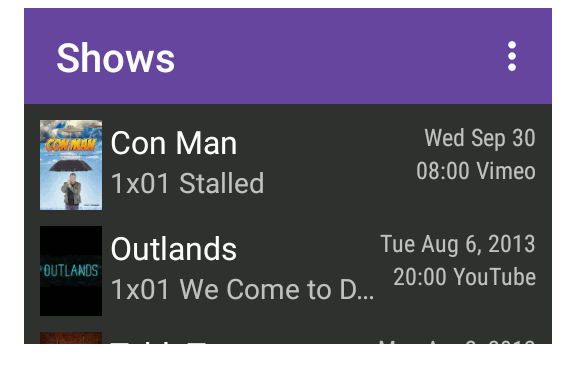 Shows
CON MAN
Con Man
Wed Sep 30
1x01 Stalled
08:00 Vimeo
OUTLANDS
Outlands
Tue Aug 6, 2013
1x01 We Come to D...
20:00 YouTube